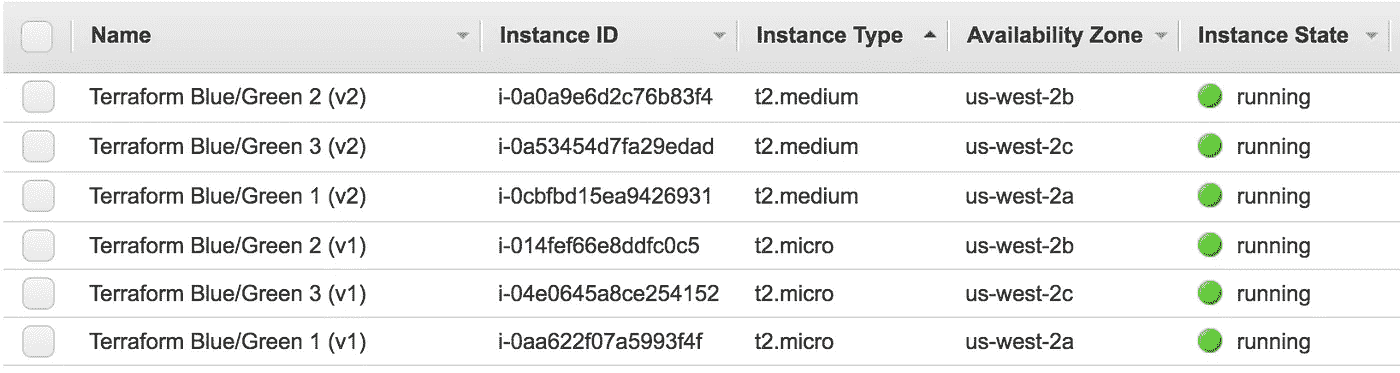 Name Instance ID Instance Type Availability Zone Instance State
Terraform Blue/Green 2 (v2) i-0a0a9e6d2c76b83f4 t2.medium us-west-2b running
Terraform Blue/Green 3 (v2) i-0a53454d7fa29edad t2.medium us-west-2c running
Terraform Blue/Green 1 (v2) i-0cbfbd15ea9426931 t2.medium us-west-2a running
Terraform Blue/Green 2 (v1) i-014fef66e8ddfc0c5 t2.micro us-west-2b running
Terraform Blue/Green 3 (v1) i-04e0645a8ce254152 t2.micro us-west-2c running
Terraform Blue/Green 1 (v1) i-0aa622f07a5993f4f t2.micro us-west-2a running